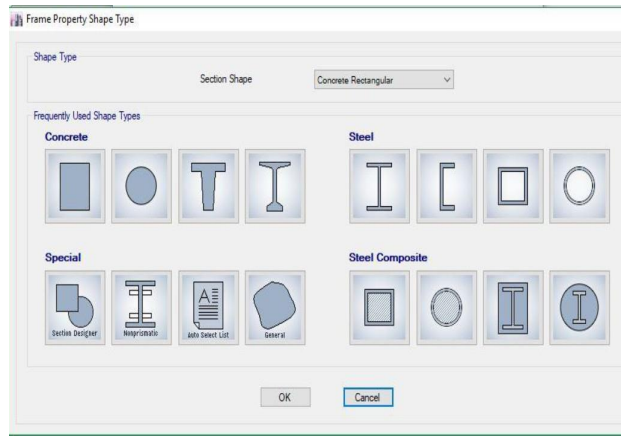 Frame Property Shape Type
Shape Type
Section Shape
Concrete Rectangular
Frequently Used Shape Types
Concrete
Steel
Special
Section Designer
Nonprismatic
A
Auto Select List
General
Steel Composite
OK
Cancel